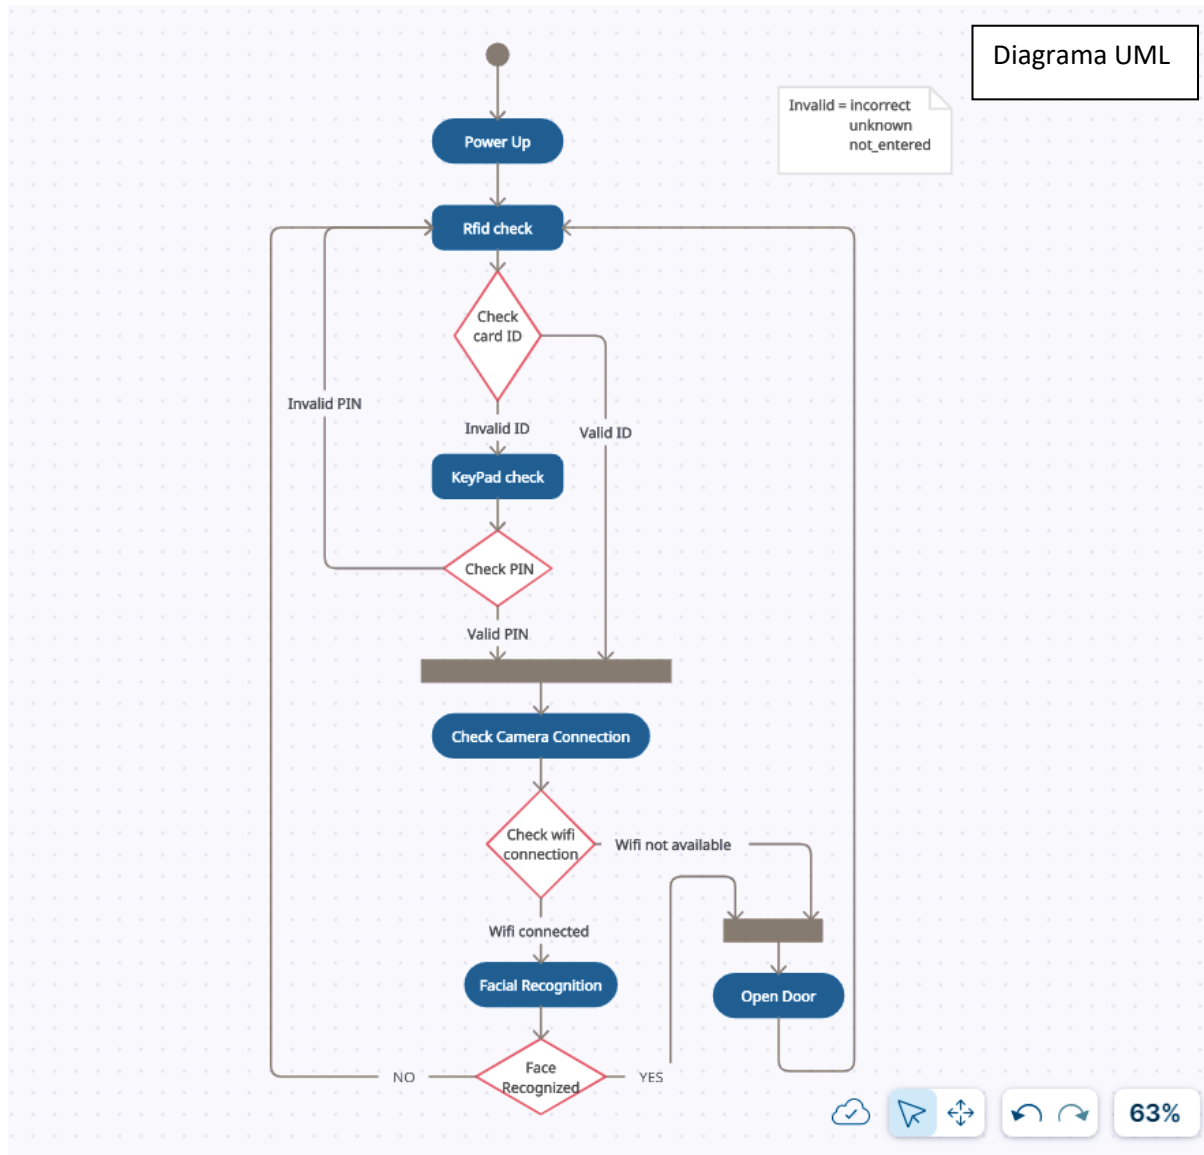 Diagrama UML
Invalid = incorrect
unknown
not_entered
Power Up
Rfid check
Check
card ID
Invalid PIN
Invalid ID
Valid ID
KeyPad check
Check PIN
Valid PIN
Check Camera Connection
Check wifi
connection
Wifi not available
Wifi connected
Facial Recognition
Open Door
Face
Recognized
NO
YES
63%